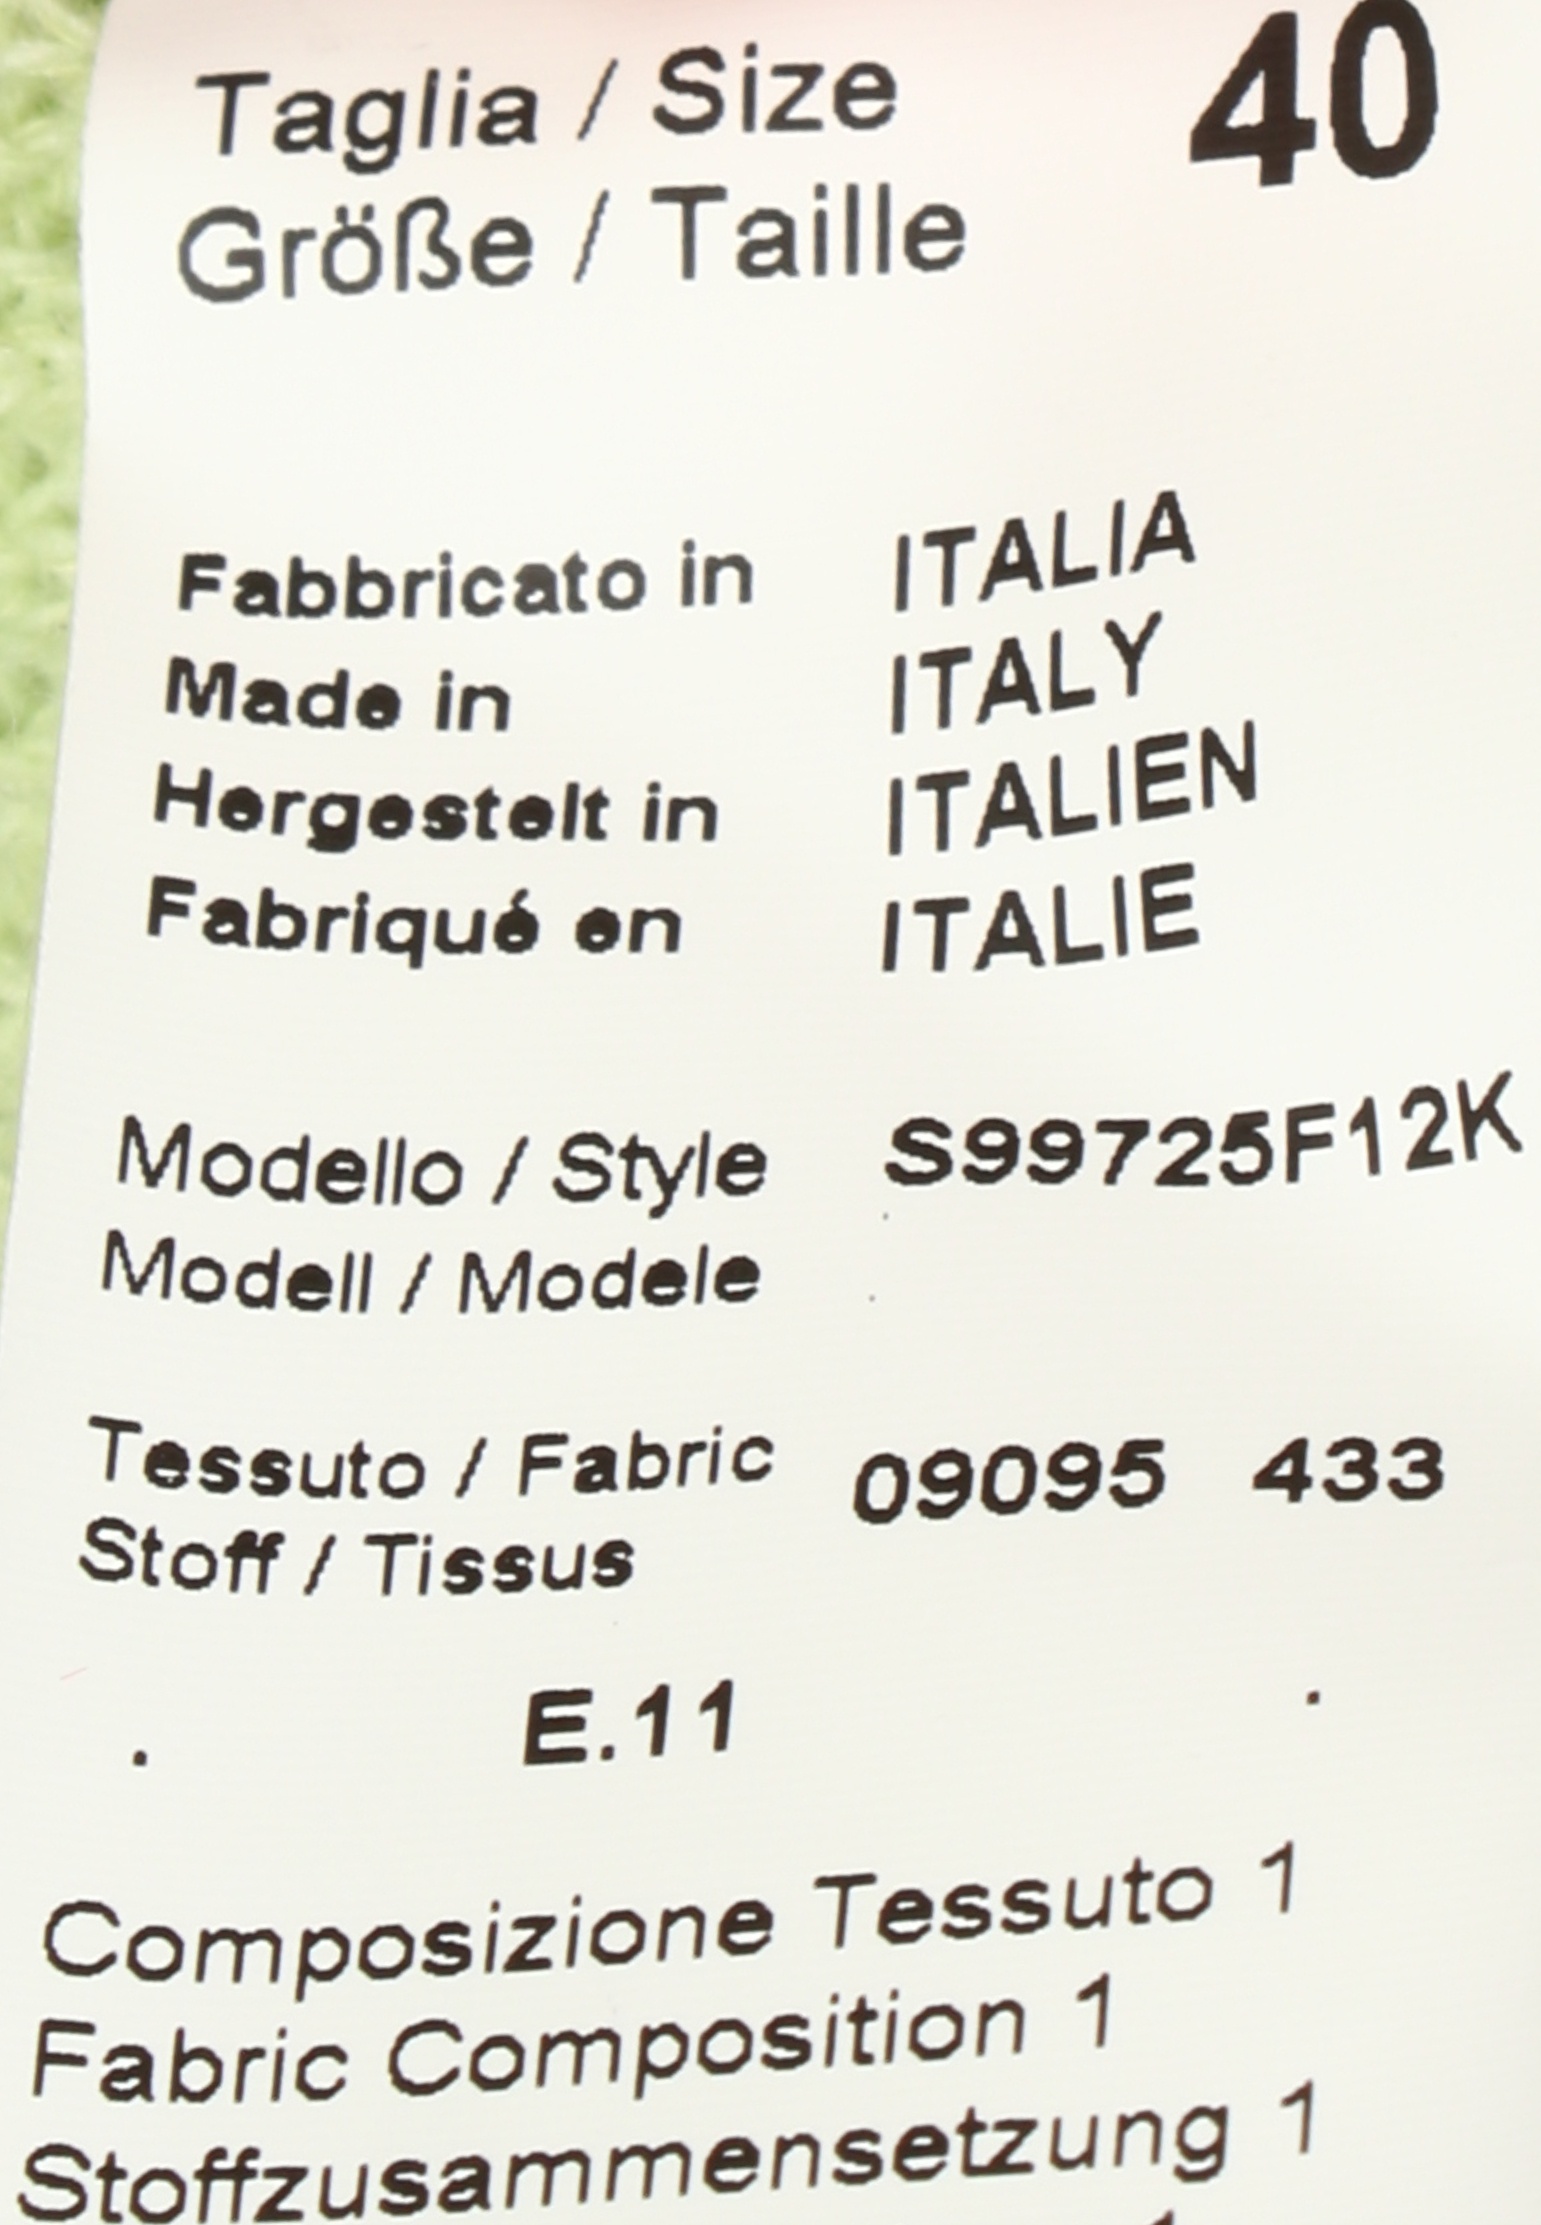 Taglia / Size 40
Größe / Taille
Fabbricato in ITALIA
Made in ITALY
Hergestelt in ITALIEN
Fabriqué en ITALIE
Modello / Style S99725F12K
Modell / Modele
Tessuto / Fabric 09095 433
Stoff / Tissus
. E.11 .
Composizione Tessuto 1
Fabric Composition 1
Stoffzusammensetzung 1